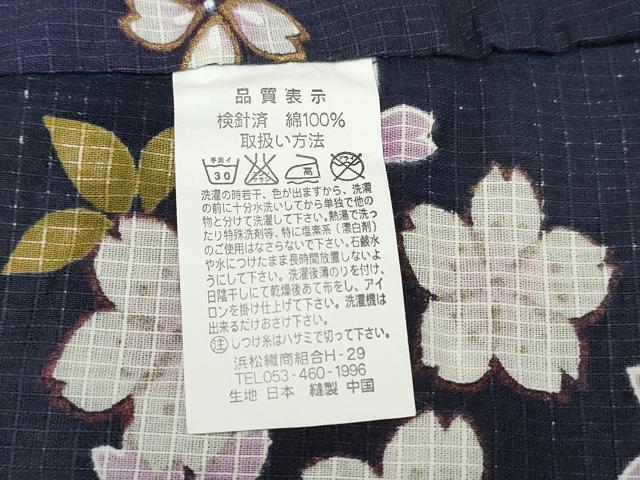 品質表示
検針済 綿100%
取扱い方法
手洗イ 30 エンソサラシ 高 ドライ
洗濯の時若干、色が出ますから、洗濯
の前に十分水洗いしてから単独で他の
物と分けて洗濯して下さい。熱湯で洗っ
たり特殊洗剤等、特に塩素系(漂白剤)
のご使用はなさらないで下さい。石鹸水
や水につけたまま長時間放置しないよ
うにして下さい。洗濯後薄のりを付け、
日陰干しにて乾燥後あて布をし、アイ
ロンを掛け仕上げて下さい。洗濯機は
出来るだけおさけ下さい。
注 しつけ糸はハサミで切って下さい。
浜松織商組合H-29
TEL053-460-1996
生地 日本 縫製 中国